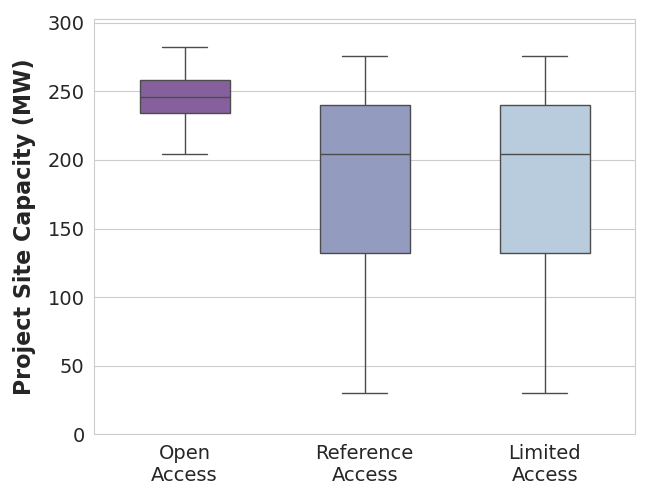 Project Site Capacity (MW)
300
250
200
150
100
50
0
Open
Access
Reference
Access
Limited
Access